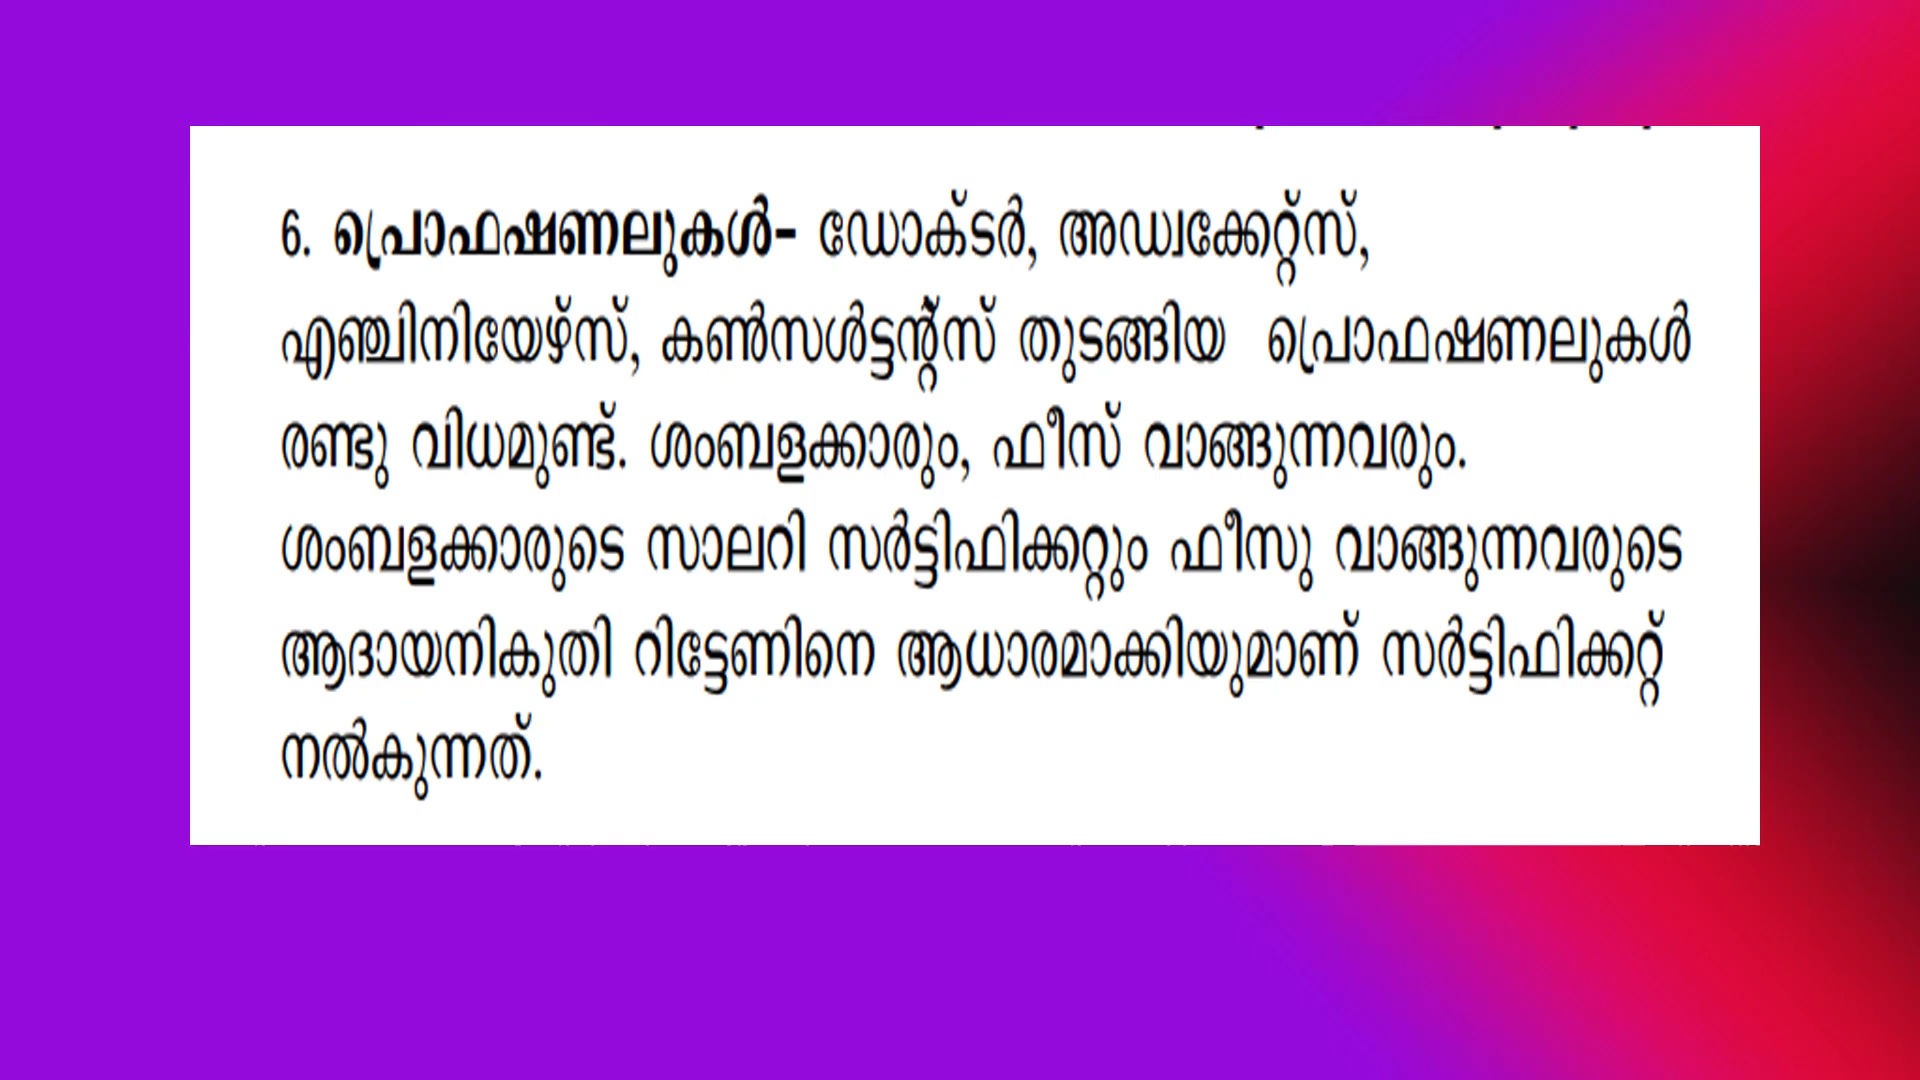 6. പ്രൊഫഷണലുകൾ- ഡോക്ടർ, അഡ്വക്കേറ്റ്സ്,
എഞ്ചിനിയേഴ്സ്, കൺസൾട്ടന്റ്സ് തുടങ്ങിയ പ്രൊഫഷണലുകൾ
രണ്ടു വിധമുണ്ട്. ശംബളക്കാരും, ഫീസ് വാങ്ങുന്നവരും.
ശംബളക്കാരുടെ സാലറി സർട്ടിഫിക്കറ്റും ഫീസു വാങ്ങുന്നവരുടെ
ആദായനികുതി റിട്ടേണിനെ ആധാരമാക്കിയുമാണ് സർട്ടിഫിക്കറ്റ്
നൽകുന്നത്.